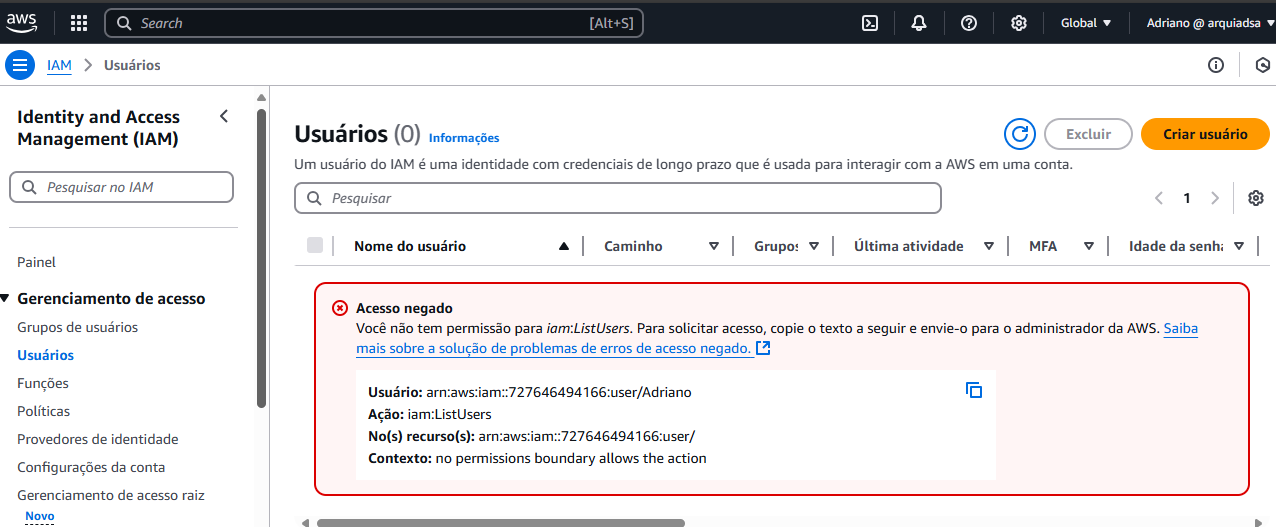 aws
Search
[Alt+S]
Global
Adriano @ arquiadsa
IAM
Usuários
Identity and Access
Management (IAM)
Pesquisar no IAM
Painel
Gerenciamento de acesso
Grupos de usuários
Usuários
Funções
Políticas
Provedores de identidade
Configurações da conta
Gerenciamento de acesso raiz
Novo
Usuários (0) Informações
Excluir
Criar usuário
Um usuário do IAM é uma identidade com credenciais de longo prazo que é usada para interagir com a AWS em uma conta.
Pesquisar
1
Nome do usuário
Caminho
Grupos
Última atividade
MFA
Idade da senha
Acesso negado
Você não tem permissão para iam:ListUsers. Para solicitar acesso, copie o texto a seguir e envie-o para o administrador da AWS. Saiba
mais sobre a solução de problemas de erros de acesso negado.
Usuário: arn:aws:iam::727646494166:user/Adriano
Ação: iam:ListUsers
No(s) recurso(s): arn:aws:iam::727646494166:user/
Contexto: no permissions boundary allows the action